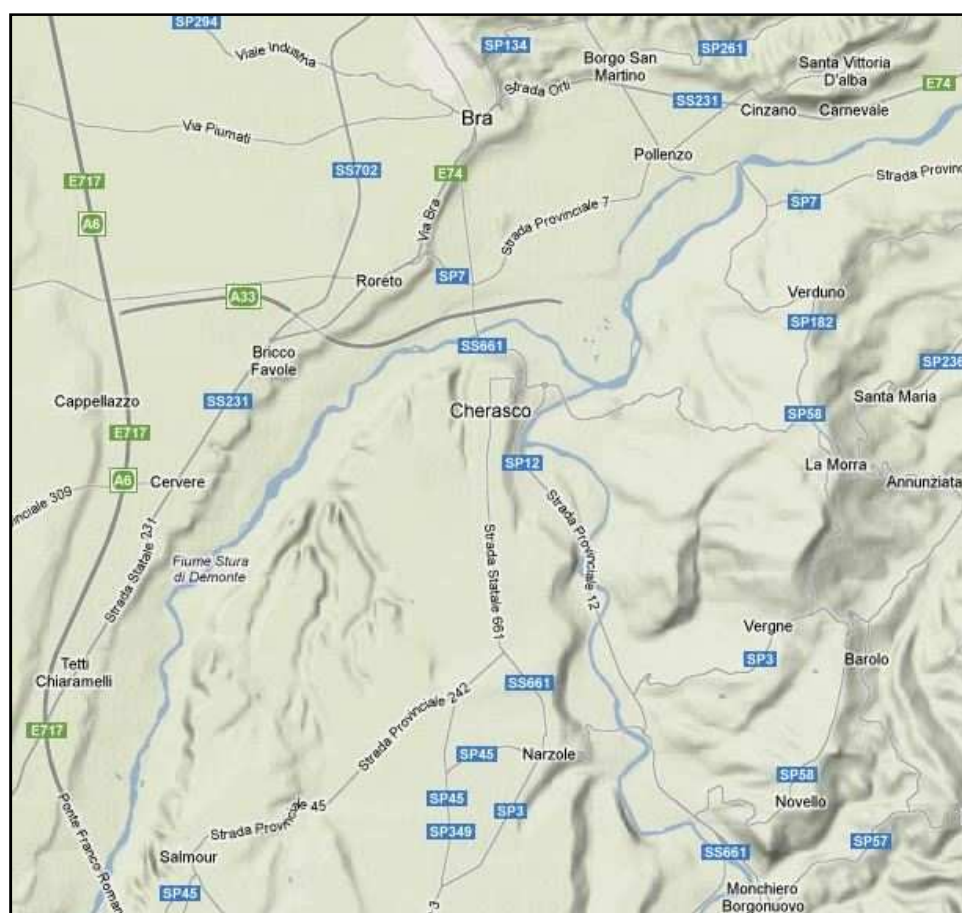 SP294
Viale Industria
SP134
Borgo San
Martino
SP261
Santa Vittoria
D'alba
E74
Strada Orti
SS231
Cinzano
Carnevale
Bra
Via Piumati
Pollenzo
E717
SS702
E74
Strada Provinc
SP7
A6
Via Bra
Strada Provinciale 7
Roreto
SP7
A33
Verduno
SP182
Bricco
Favole
SS661
SP236
Cappellazzo
SS231
Santa Maria
Cherasco
SP58
E717
La Morra
SP12
A6
Cervere
Annunziata
nciale 309
Strada Provinciale 12
Strada Statale 231
Strada Statale 661
Fiume Stura
di Demonte
Vergne
SP3
Barolo
Tetti
Chiaramelli
SS661
Strada Provinciale 242
E717
SP45
Narzole
SP58
SP45
Novello
Strada Provinciale 45
SP3
SP349
Ponte Franco Roman
SP57
Salmour
SS661
SP45
Monchiero
Borgonuovo
3